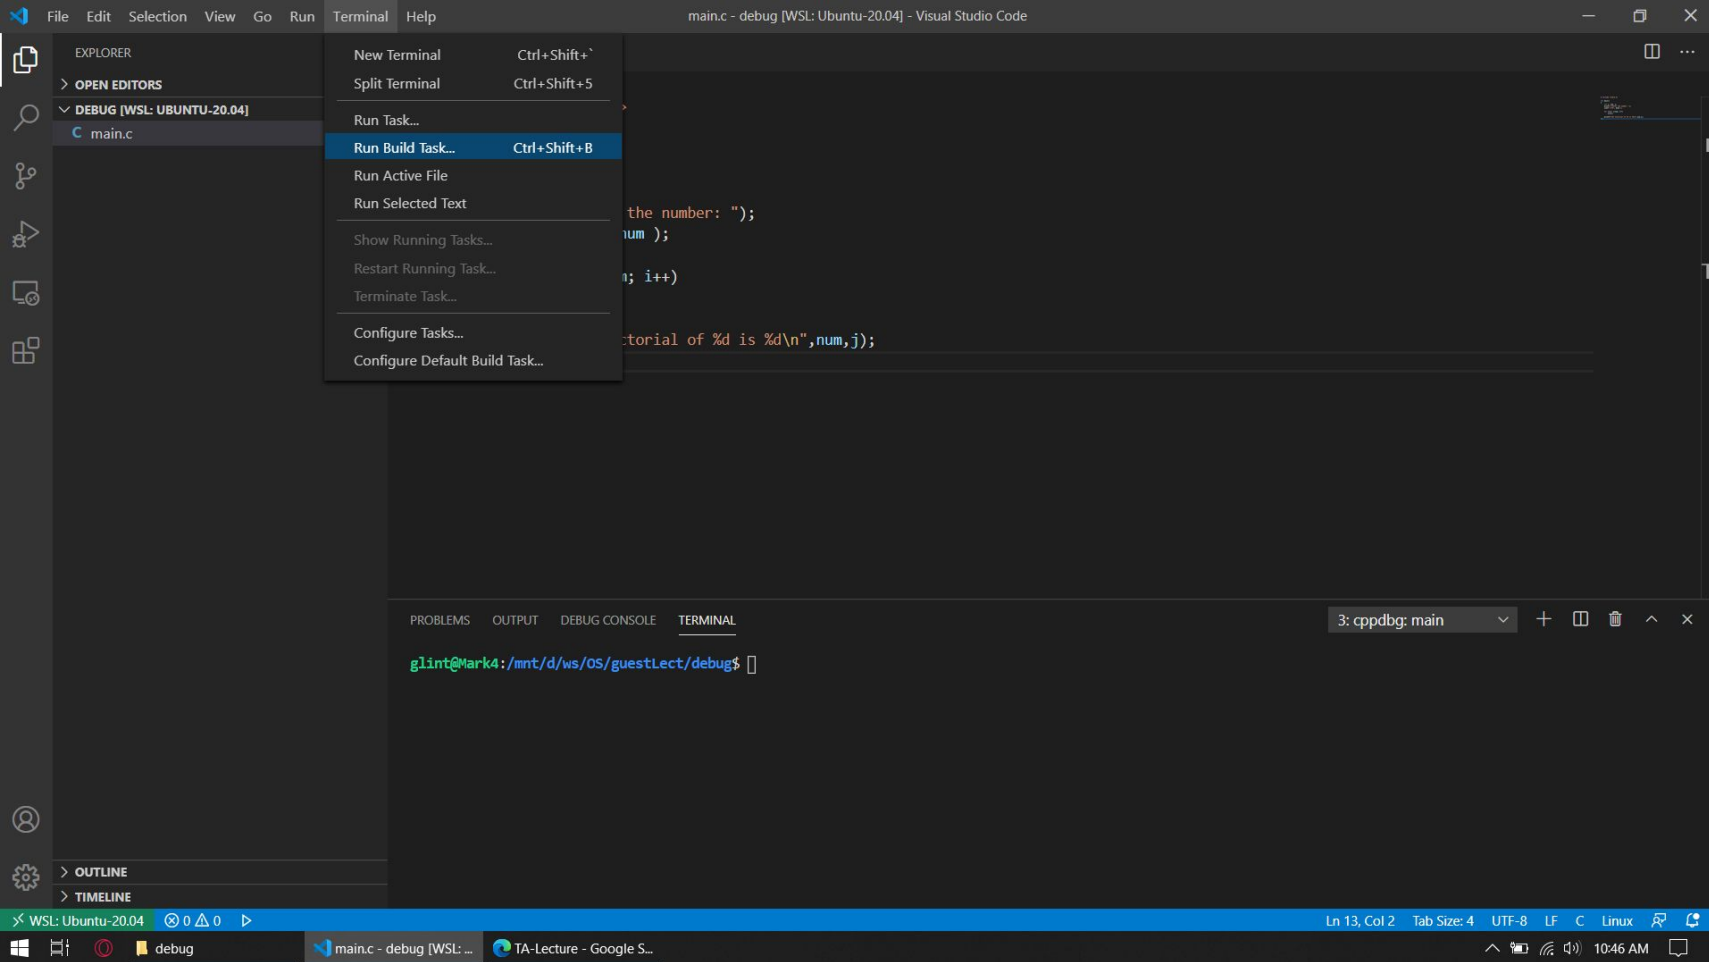 File Edit Selection View Go Run Terminal Help main.c - debug [WSL: Ubuntu-20.04] - Visual Studio Code
EXPLORER
OPEN EDITORS
DEBUG [WSL: UBUNTU-20.04]
C main.c
New Terminal Ctrl+Shift+`
Split Terminal Ctrl+Shift+5
Run Task...
Run Build Task... Ctrl+Shift+B
Run Active File
Run Selected Text
Show Running Tasks...
Restart Running Task...
Terminate Task...
Configure Tasks...
Configure Default Build Task...
>
the number: ");
num );
; i++)
ctorial of %d is %d\n",num,j);
PROBLEMS OUTPUT DEBUG CONSOLE TERMINAL 3: cppdbg: main
glint@Mark4:/mnt/d/ws/OS/guestLect/debug$
OUTLINE
TIMELINE
WSL: Ubuntu-20.04 0 0 Ln 13, Col 2 Tab Size: 4 UTF-8 LF C Linux
debug main.c - debug [WSL: ... TA-Lecture - Google S... 10:46 AM